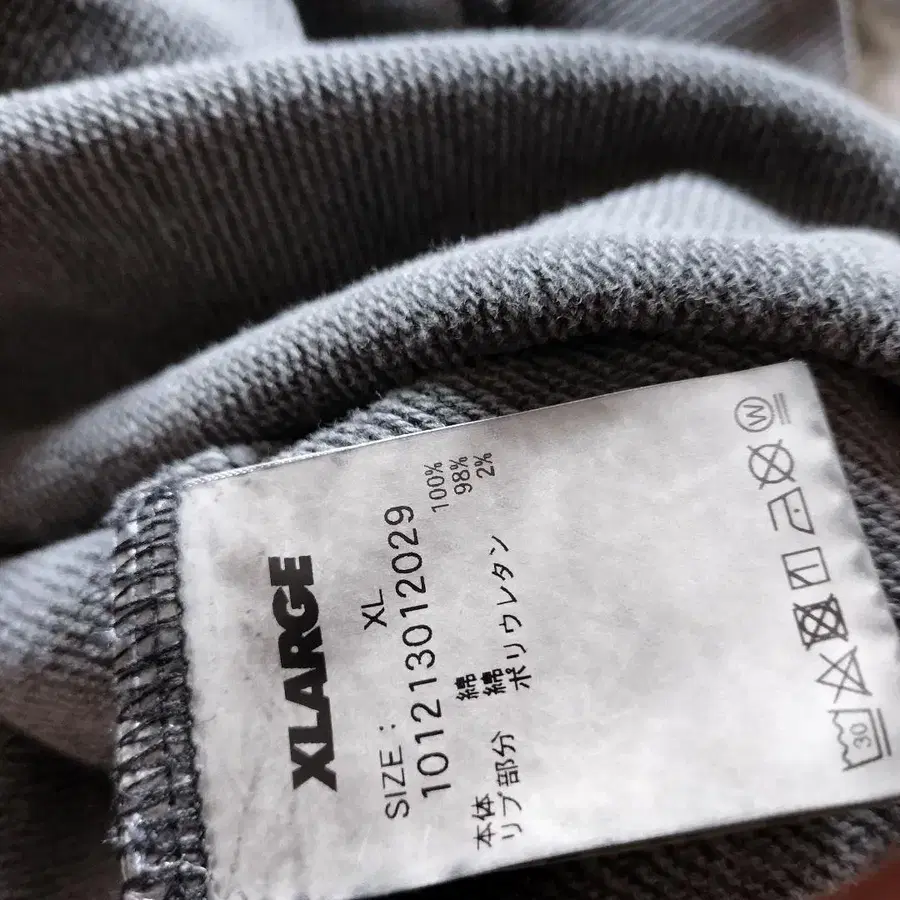 XLARGE
SIZE : XL
101213012029
本体 綿 100%
リブ部分 綿 98%
ポリウレタン 2%
30
W